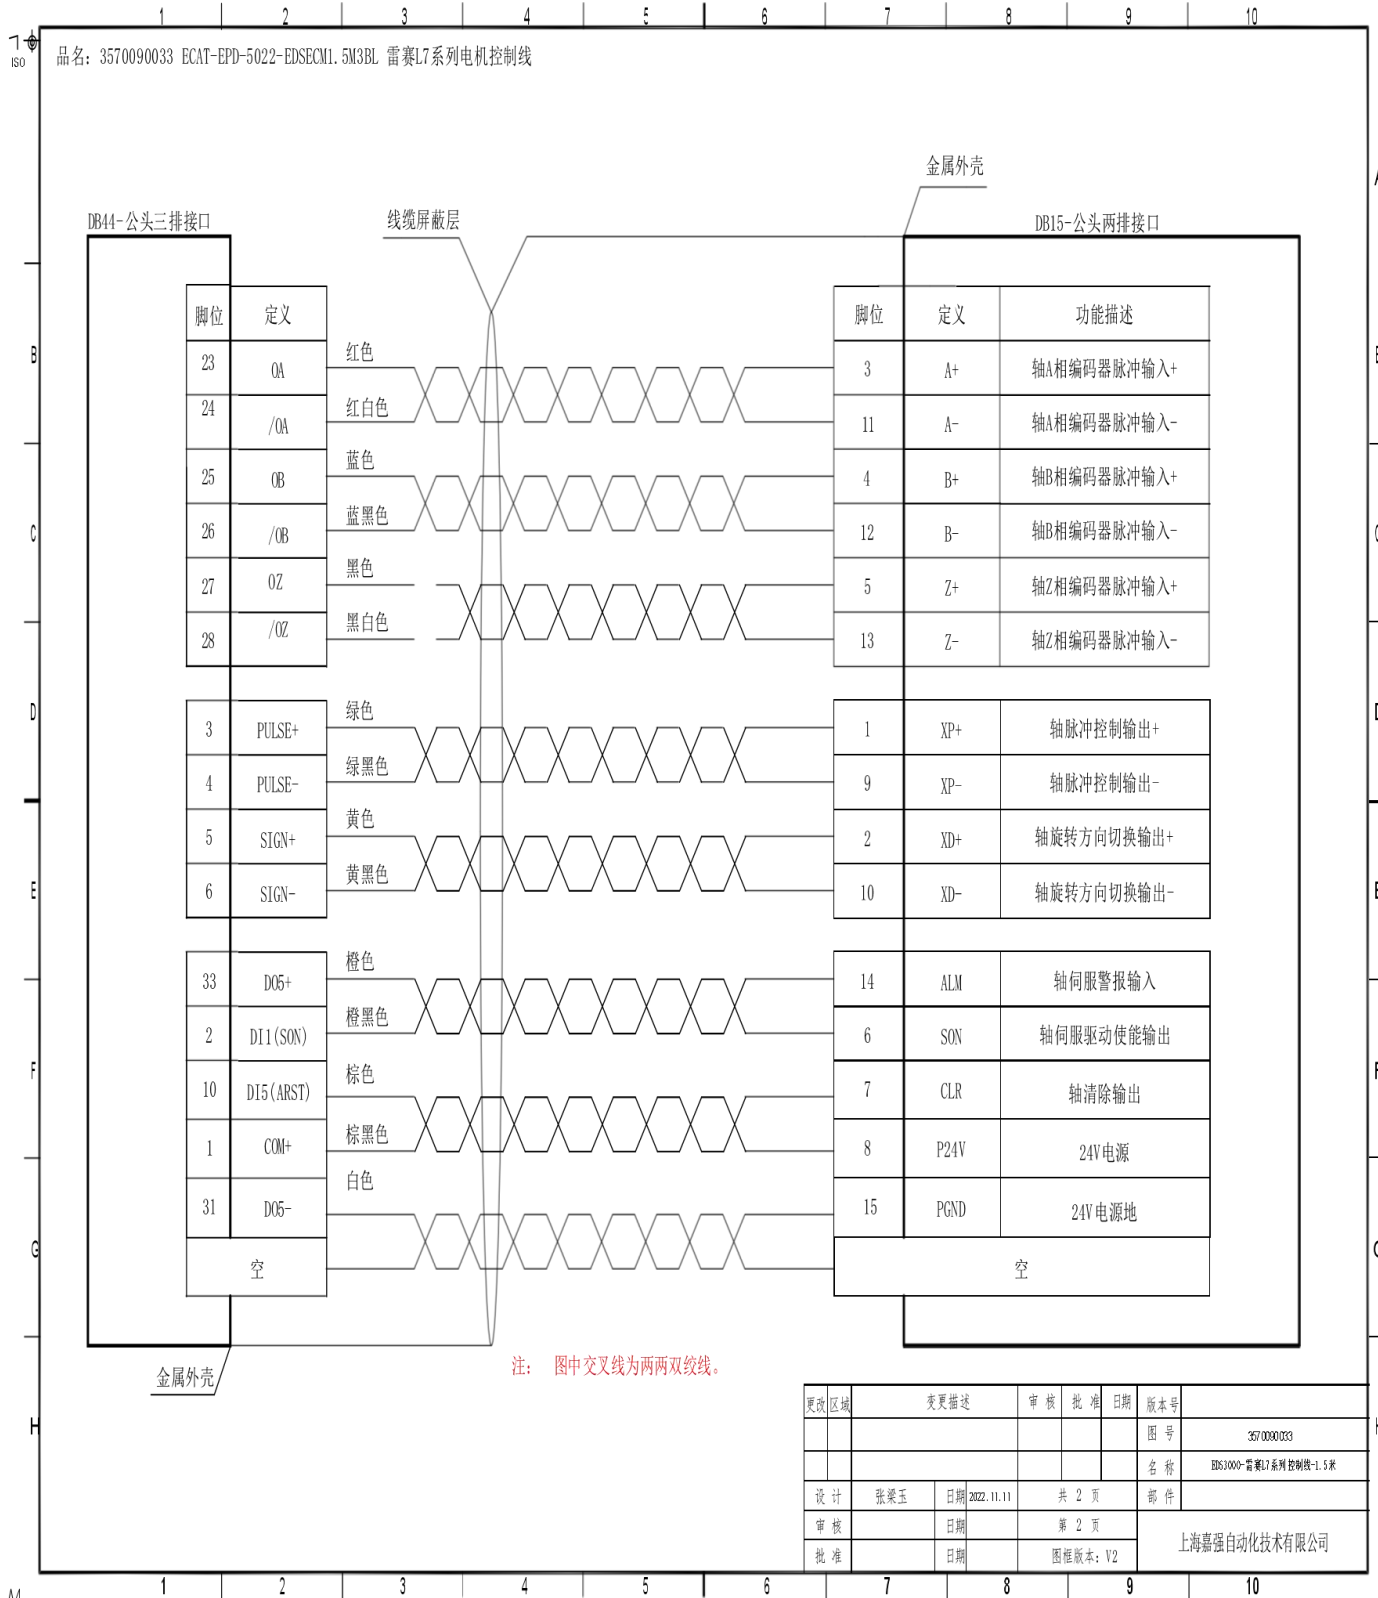 1 2 3 4 5 6 7 8 9 10
ISO
品名: 3570090033 ECAT-EPD-5022-EDSECM1.5M3BL 雷赛L7系列电机控制线
金属外壳
DB44-公头三排接口
线缆屏蔽层
DB15-公头两排接口
脚位 定义
脚位 定义 功能描述
23 OA 红色 3 A+ 轴A相编码器脉冲输入+
24 /OA 红白色 11 A- 轴A相编码器脉冲输入-
25 OB 蓝色 4 B+ 轴B相编码器脉冲输入+
26 /OB 蓝黑色 12 B- 轴B相编码器脉冲输入-
27 OZ 黑色 5 Z+ 轴Z相编码器脉冲输入+
28 /OZ 黑白色 13 Z- 轴Z相编码器脉冲输入-
3 PULSE+ 绿色 1 XP+ 轴脉冲控制输出+
4 PULSE- 绿黑色 9 XP- 轴脉冲控制输出-
5 SIGN+ 黄色 2 XD+ 轴旋转方向切换输出+
6 SIGN- 黄黑色 10 XD- 轴旋转方向切换输出-
33 DO5+ 橙色 14 ALM 轴伺服警报输入
2 DI1(SON) 橙黑色 6 SON 轴伺服驱动使能输出
10 DI5(ARST) 棕色 7 CLR 轴清除输出
1 COM+ 棕黑色 8 P24V 24V电源
31 DO5- 白色 15 PGND 24V电源地
空 空
金属外壳
注: 图中交叉线为两两双绞线。
B
C
D
E
F
G
H
A
更改 区域 变更描述 审 核 批 准 日期 版本号
图 号 3570090033
名 称 EDS3000-雷赛L7系列控制线-1.5米
设 计 张梁玉 日期 2022.11.11 共 2 页 部 件
审 核 日期 第 2 页
上海嘉强自动化技术有限公司
批 准 日期 图框版本: V2
1 2 3 4 5 6 7 8 9 10